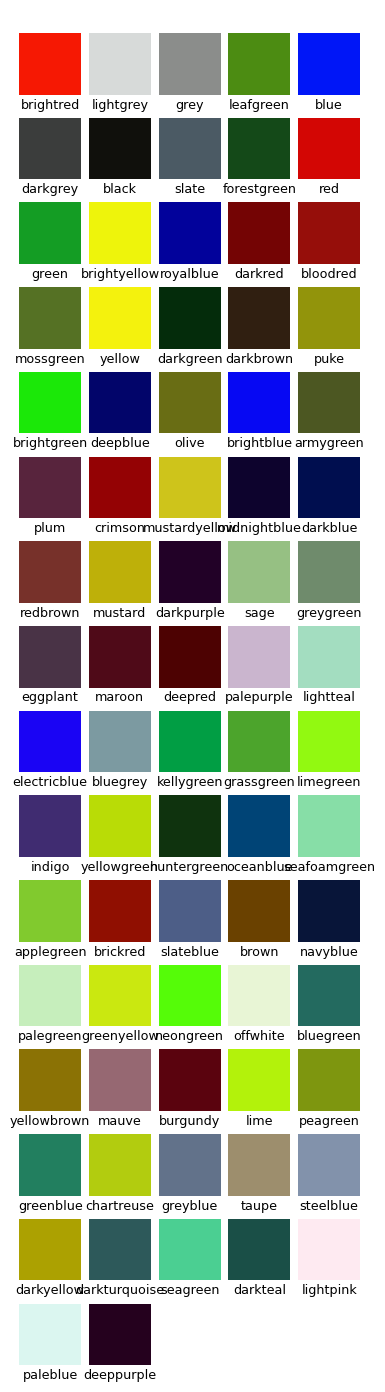 brightred lightgrey grey leafgreen blue
darkgrey black slate forestgreen red
green brightyellow royalblue darkred bloodred
mossgreen yellow darkgreen darkbrown puke
brightgreen deepblue olive brightblue armygreen
plum crimson mustardyellow midnightblue darkblue
redbrown mustard darkpurple sage greygreen
eggplant maroon deepred palepurple lightteal
electricblue bluegrey kellygreen grassgreen limegreen
indigo yellowgreen huntergreen oceanblue seafoamgreen
applegreen brickred slateblue brown navyblue
palegreen greenyellow neongreen offwhite bluegreen
yellowbrown mauve burgundy lime peagreen
greenblue chartreuse greyblue taupe steelblue
darkyellow darkturquoise seagreen darkteal lightpink
paleblue deeppurple